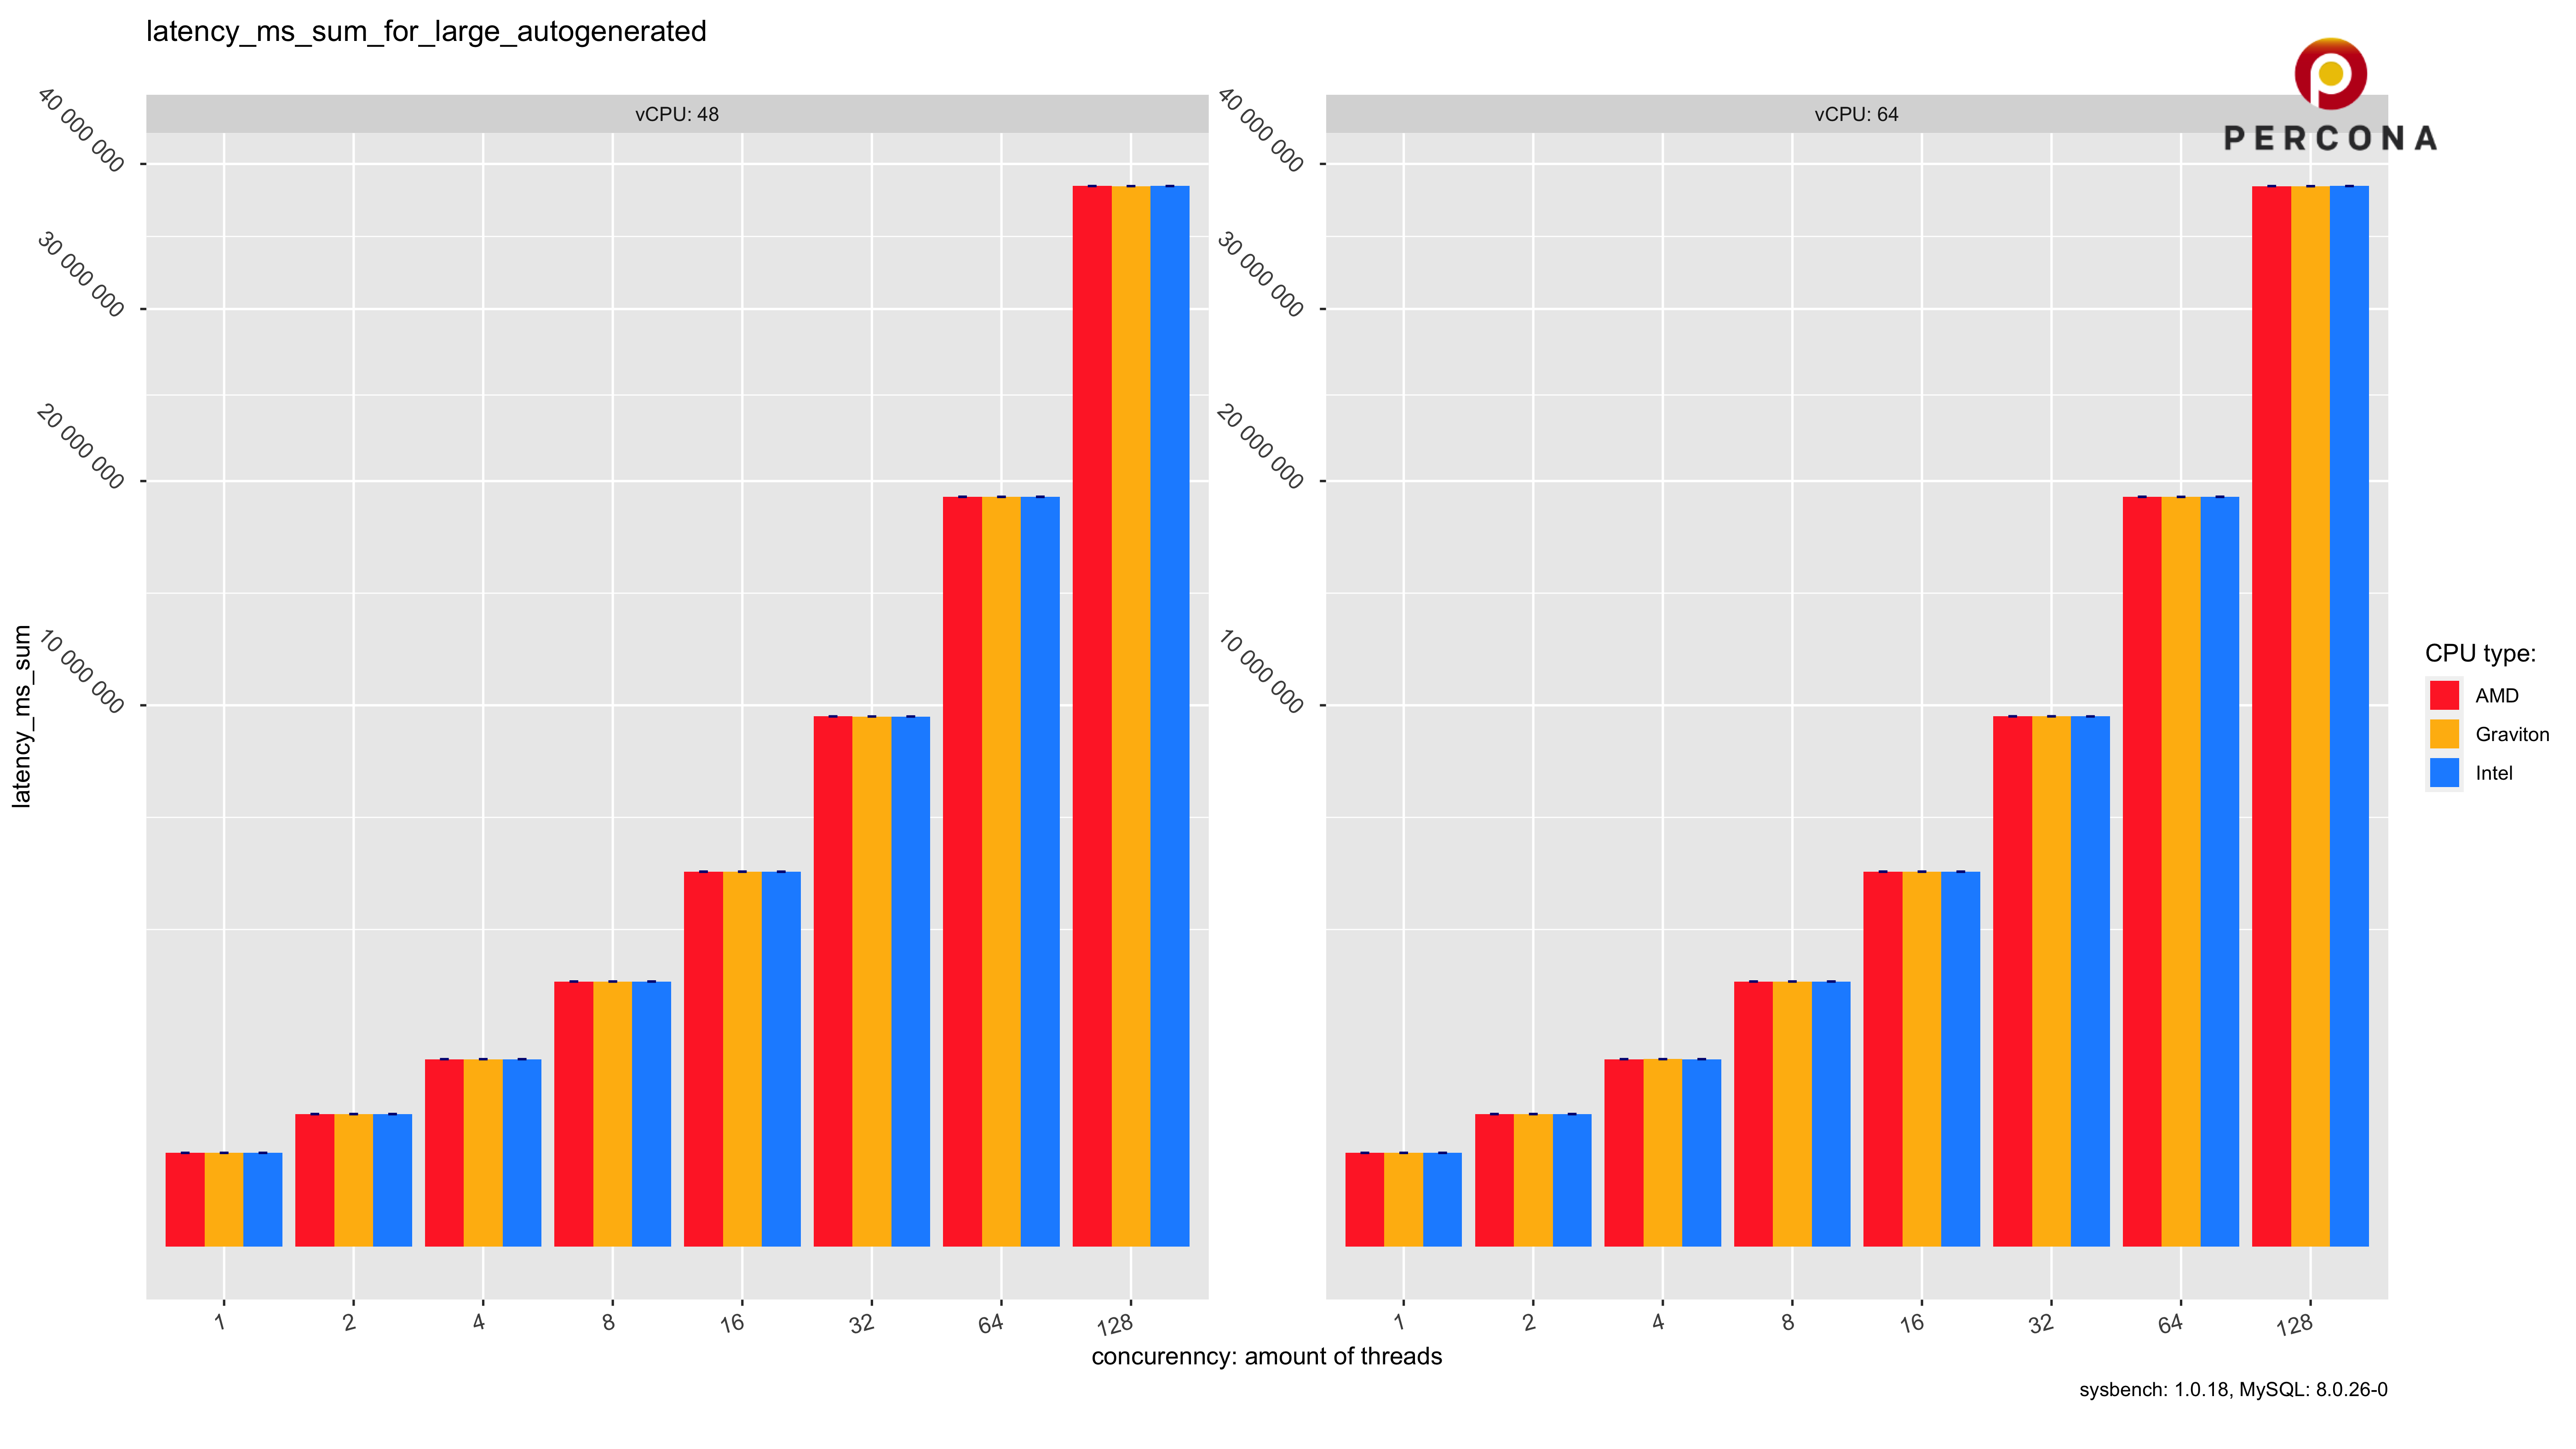 latency_ms_sum_for_large_autogenerated
PERCONA
vCPU: 48
vCPU: 64
latency_ms_sum
40 000 000
30 000 000
20 000 000
10 000 000
40 000 000
30 000 000
20 000 000
10 000 000
1 2 4 8 16 32 64 128
1 2 4 8 16 32 64 128
concurenncy: amount of threads
CPU type:
AMD
Graviton
Intel
sysbench: 1.0.18, MySQL: 8.0.26-0